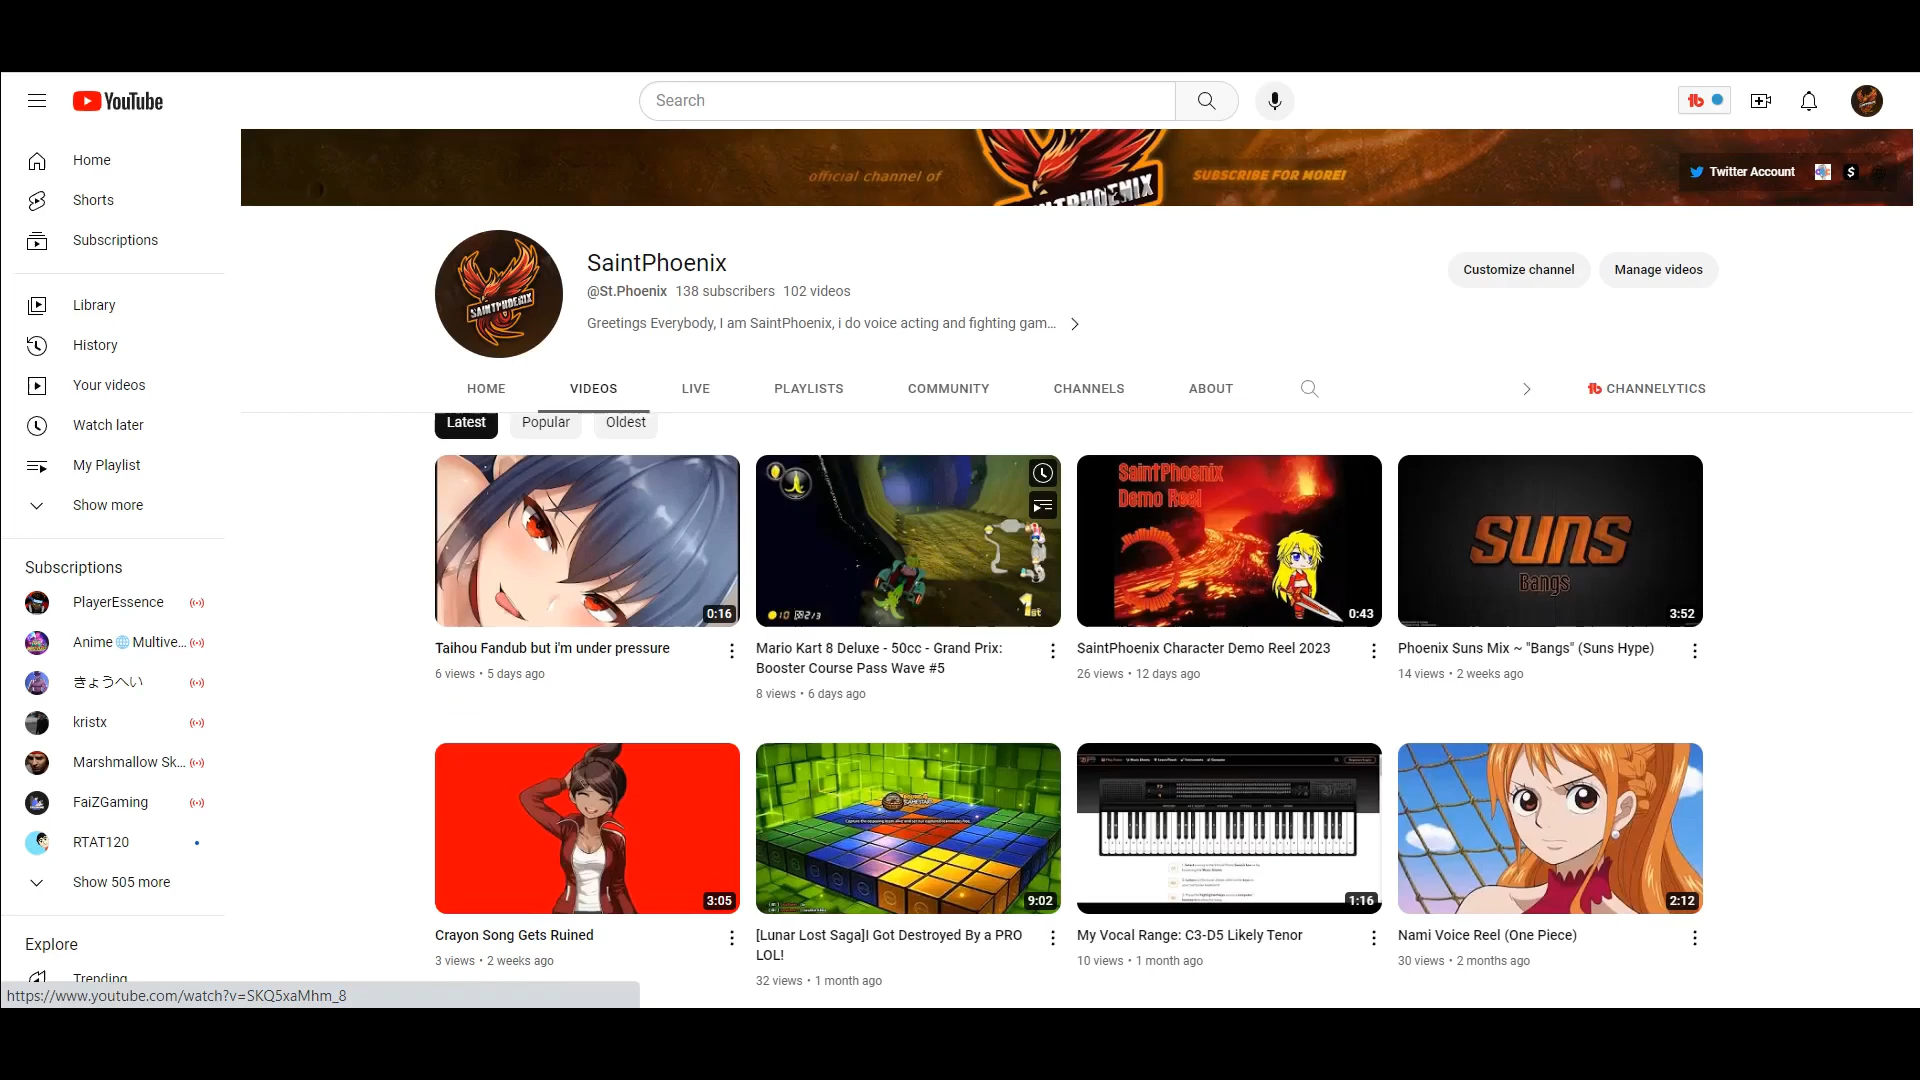 YouTube
Search
Home
Shorts
Subscriptions
Library
History
Your videos
Watch later
My Playlist
Show more
Subscriptions
PlayerEssence
Anime🌐Multive...
きょうへい
kristx
Marshmallow Sk...
FaiZGaming
RTAT120
Show 505 more
Explore
Trending
https://www.youtube.com/watch?v=SKQ5xaMhm_8
official channel of
SUBSCRIBE FOR MORE!
Twitter Account
SAINTPHOENIX
SaintPhoenix
@St.Phoenix 138 subscribers 102 videos
Greetings Everybody, I am SaintPhoenix, i do voice acting and fighting gam...
Customize channel
Manage videos
HOME
VIDEOS
LIVE
PLAYLISTS
COMMUNITY
CHANNELS
ABOUT
CHANNELYTICS
Latest
Popular
Oldest
0:16
Taihou Fandub but i'm under pressure
6 views • 5 days ago
1st
Mario Kart 8 Deluxe - 50cc - Grand Prix:
Booster Course Pass Wave #5
8 views • 6 days ago
SaintPhoenix
Demo Reel
0:43
SaintPhoenix Character Demo Reel 2023
26 views • 12 days ago
SUNS
Bangs
3:52
Phoenix Suns Mix ~ "Bangs" (Suns Hype)
14 views • 2 weeks ago
3:05
Crayon Song Gets Ruined
3 views • 2 weeks ago
9:02
[Lunar Lost Saga]I Got Destroyed By a PRO
LOL!
32 views • 1 month ago
1:16
My Vocal Range: C3-D5 Likely Tenor
10 views • 1 month ago
2:12
Nami Voice Reel (One Piece)
30 views • 2 months ago